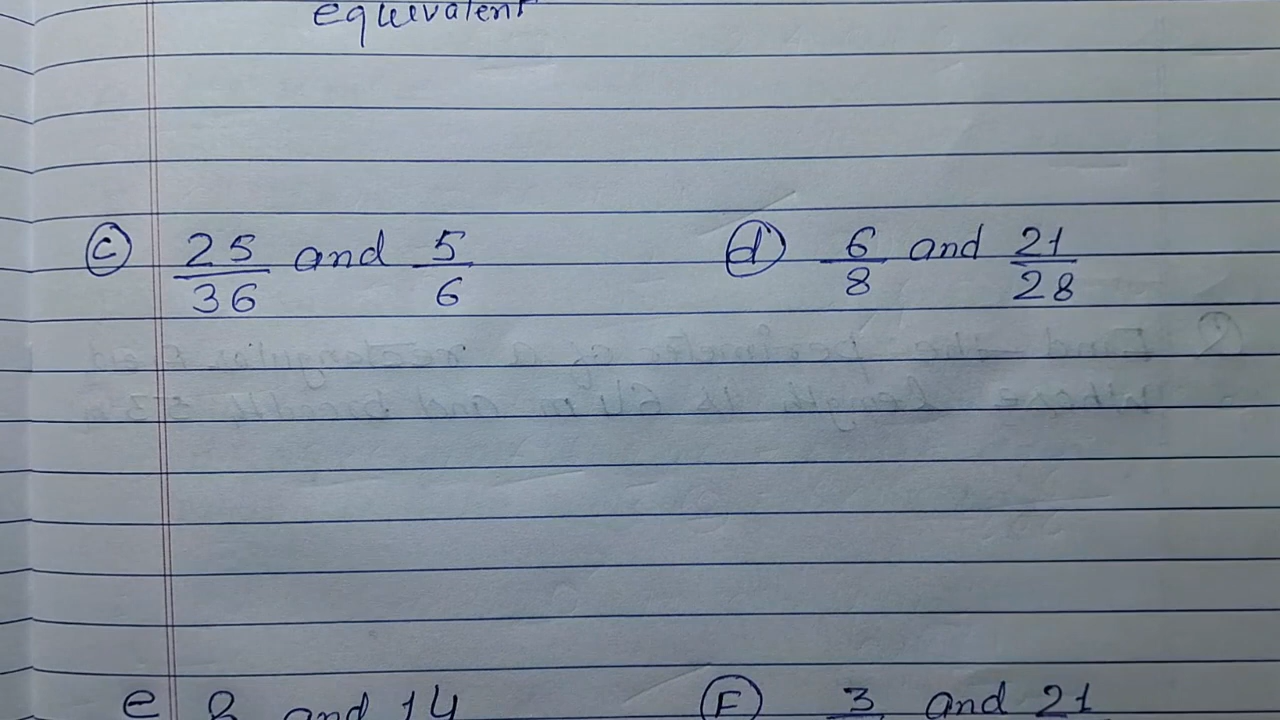 equivalent
Ⓒ 25/36 and 5/6
ⓓ 6/8 and 21/28
e 8 and 14
Ⓕ 3 and 21